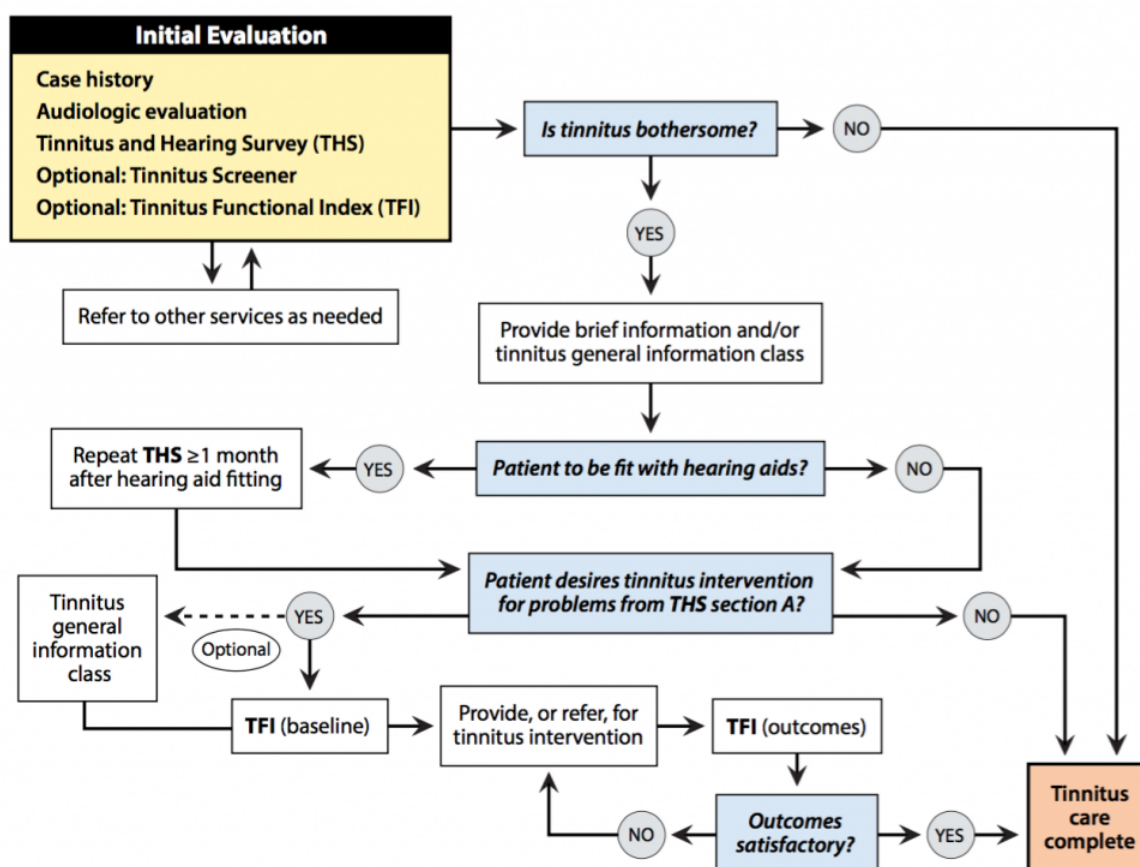 Initial Evaluation
Case history
Audiologic evaluation
Tinnitus and Hearing Survey (THS)
Optional: Tinnitus Screener
Optional: Tinnitus Functional Index (TFI)
Is tinnitus bothersome?
NO
YES
Refer to other services as needed
Provide brief information and/or
tinnitus general information class
Repeat THS ≥1 month
after hearing aid fitting
YES
Patient to be fit with hearing aids?
NO
Patient desires tinnitus intervention
for problems from THS section A?
Tinnitus
general
information
class
YES
Optional
NO
TFI (baseline)
Provide, or refer, for
tinnitus intervention
TFI (outcomes)
NO
Outcomes
satisfactory?
YES
Tinnitus
care
complete